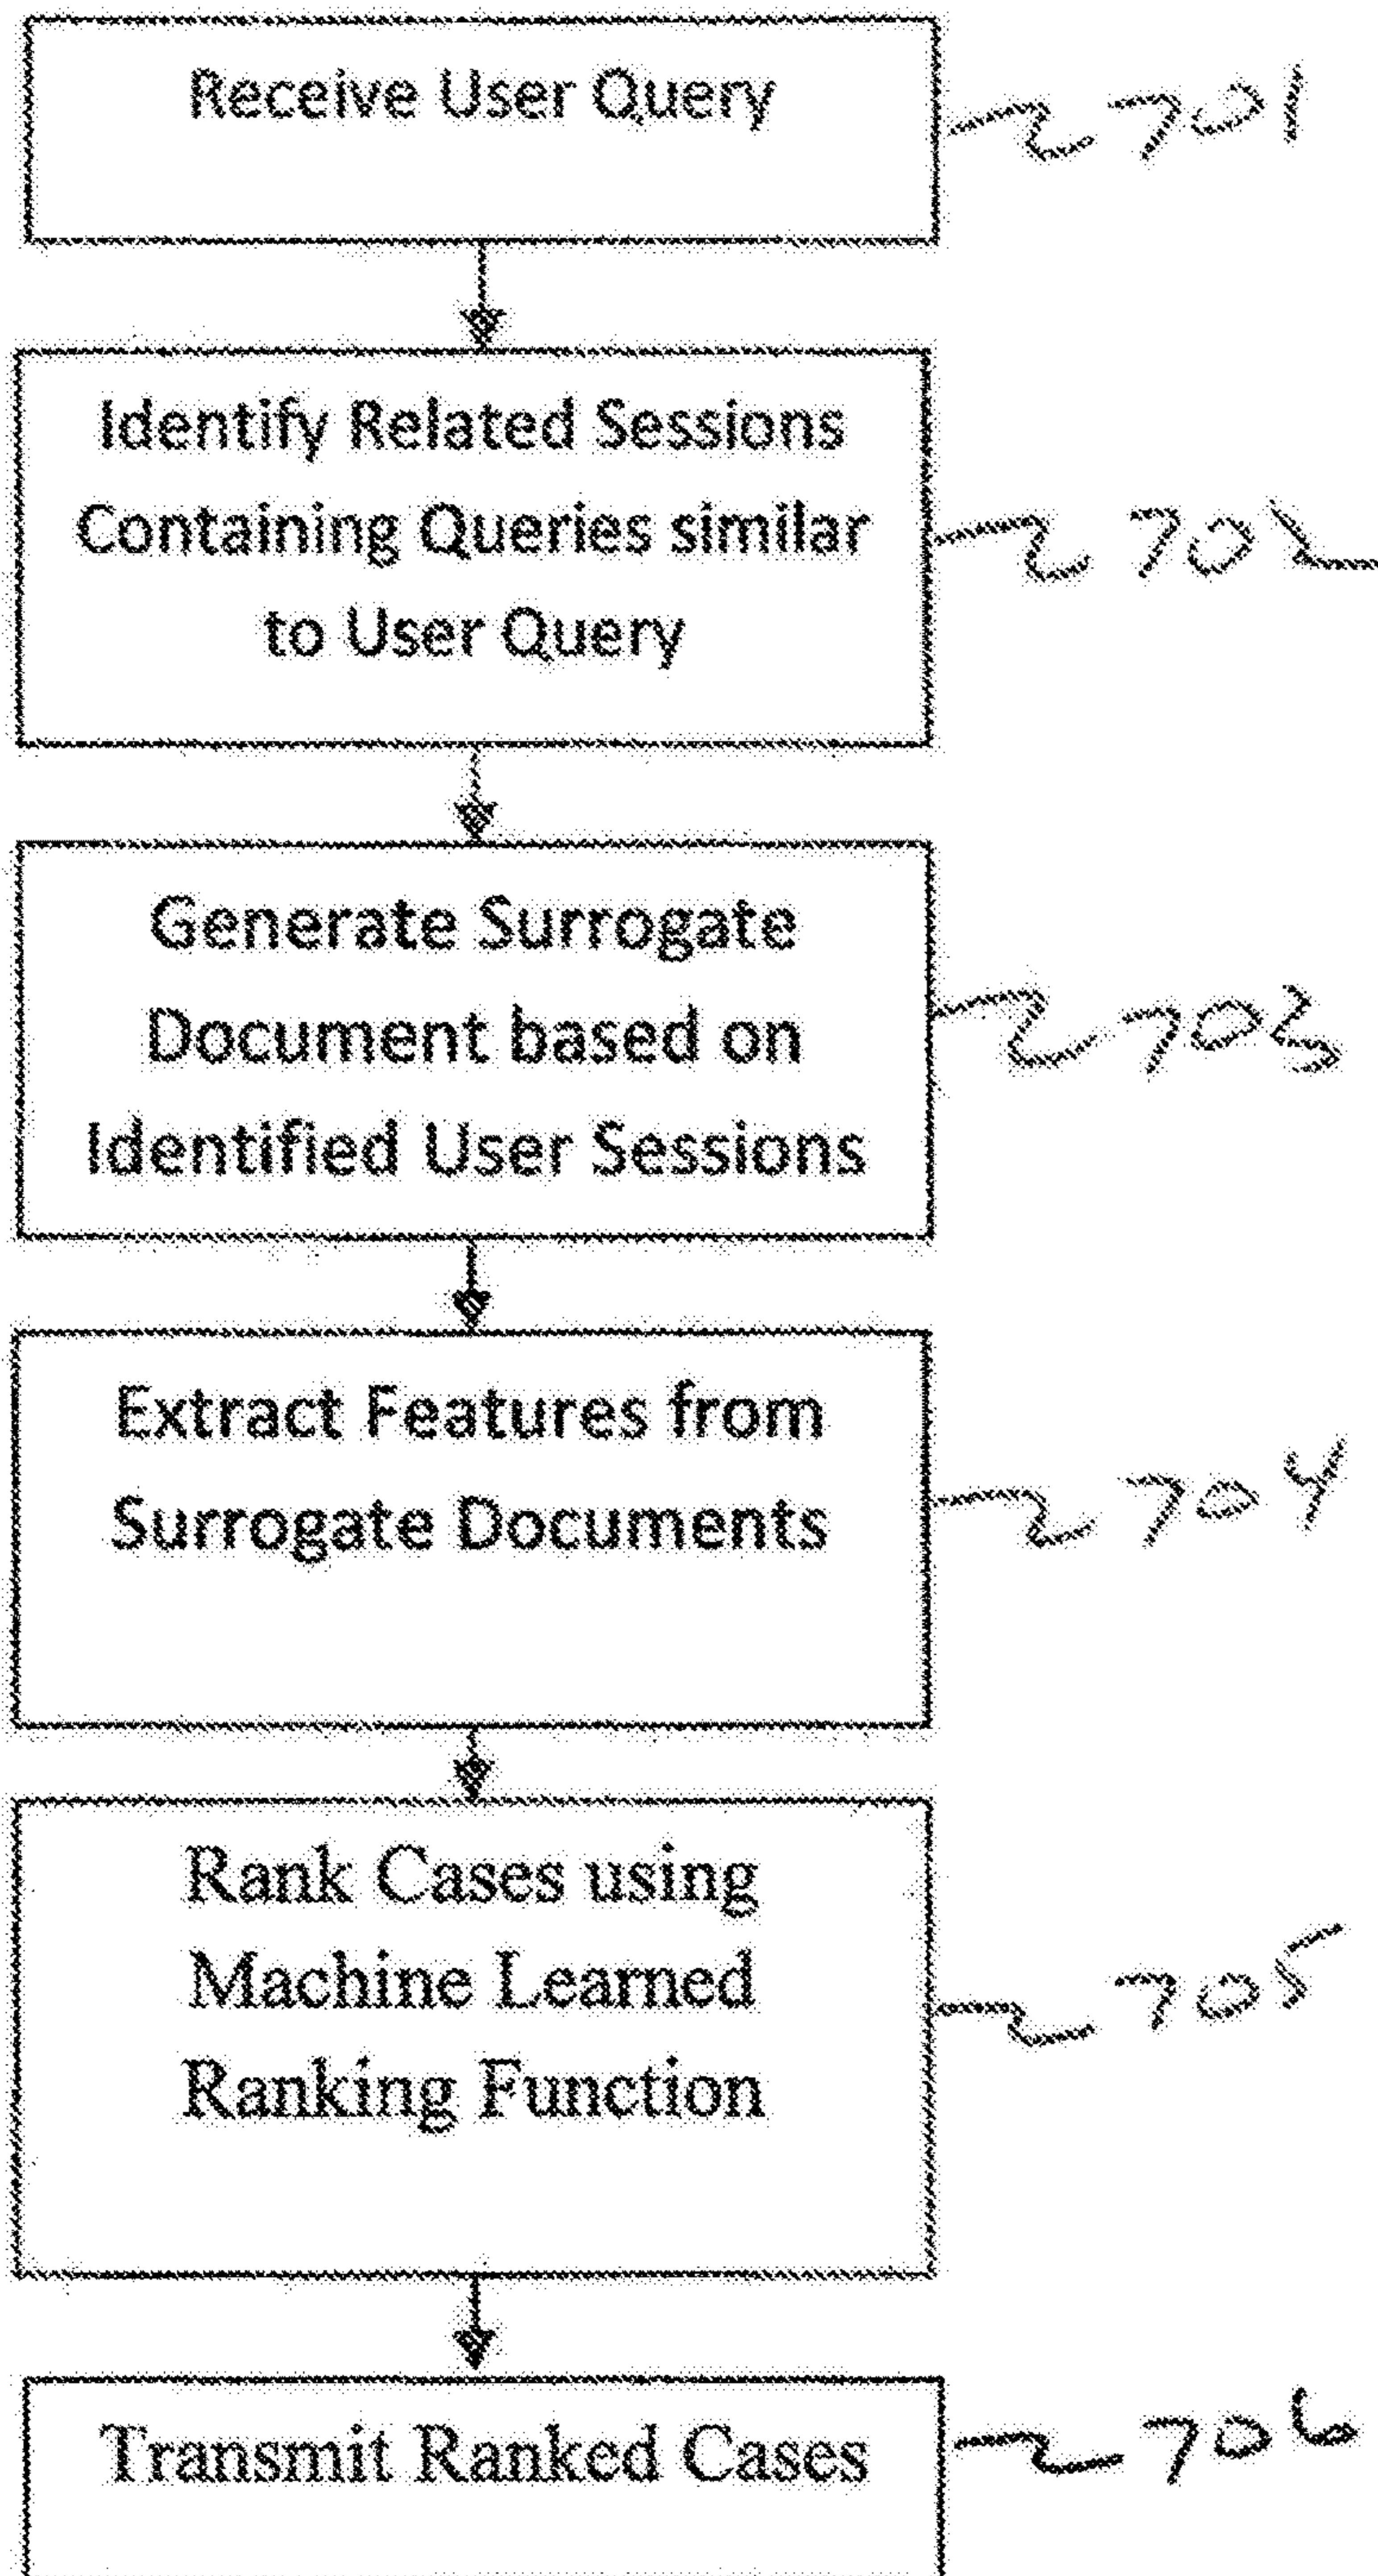 Receive User Query
701
Identify Related Sessions
Containing Queries similar
to User Query
702
Generate Surrogate
Document based on
Identified User Sessions
703
Extract Features from
Surrogate Documents
704
Rank Cases using
Machine Learned
Ranking Function
705
Transmit Ranked Cases
706